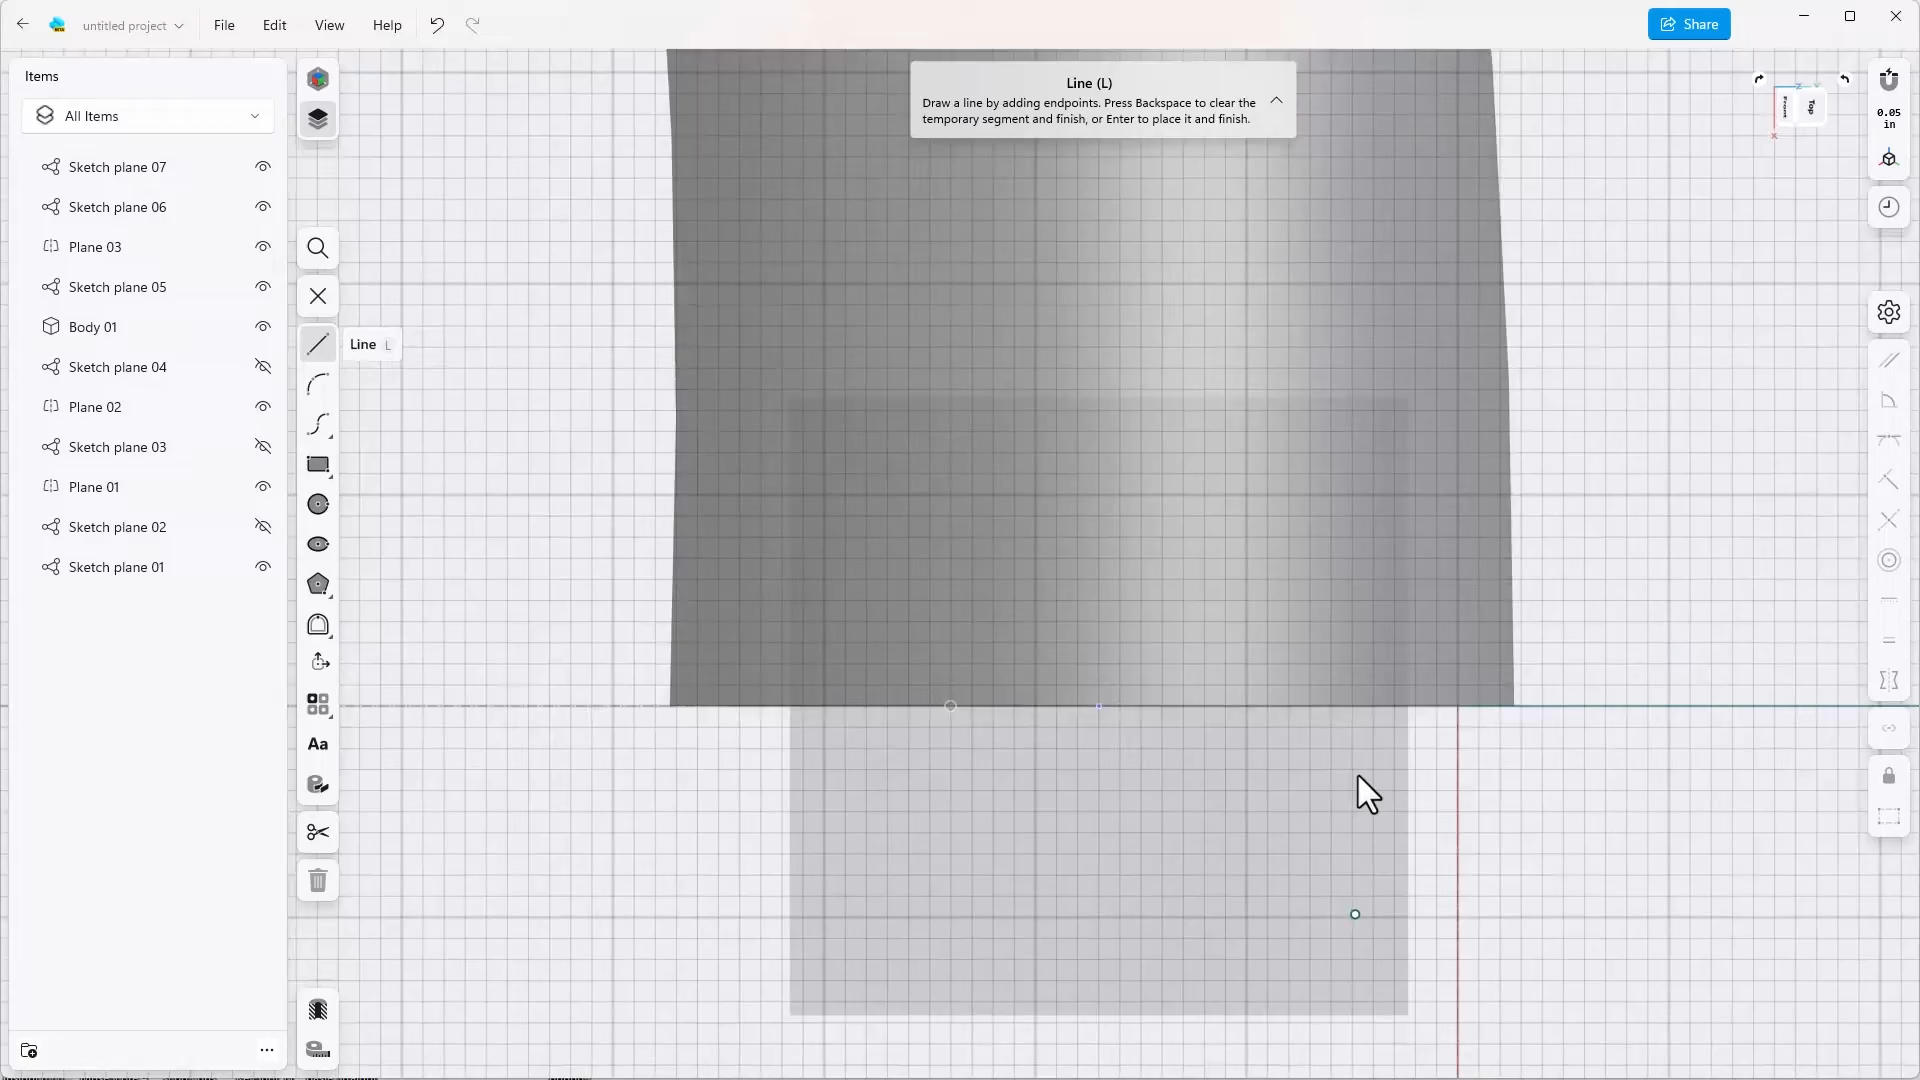 untitled project
File
Edit
View
Help
Share
Items
All Items
Sketch plane 07
Sketch plane 06
Plane 03
Sketch plane 05
Body 01
Sketch plane 04
Plane 02
Sketch plane 03
Plane 01
Sketch plane 02
Sketch plane 01
Line L
Aa
Line (L)
Draw a line by adding endpoints. Press Backspace to clear the
temporary segment and finish, or Enter to place it and finish.
Front
Top
Z
X
0.05
in